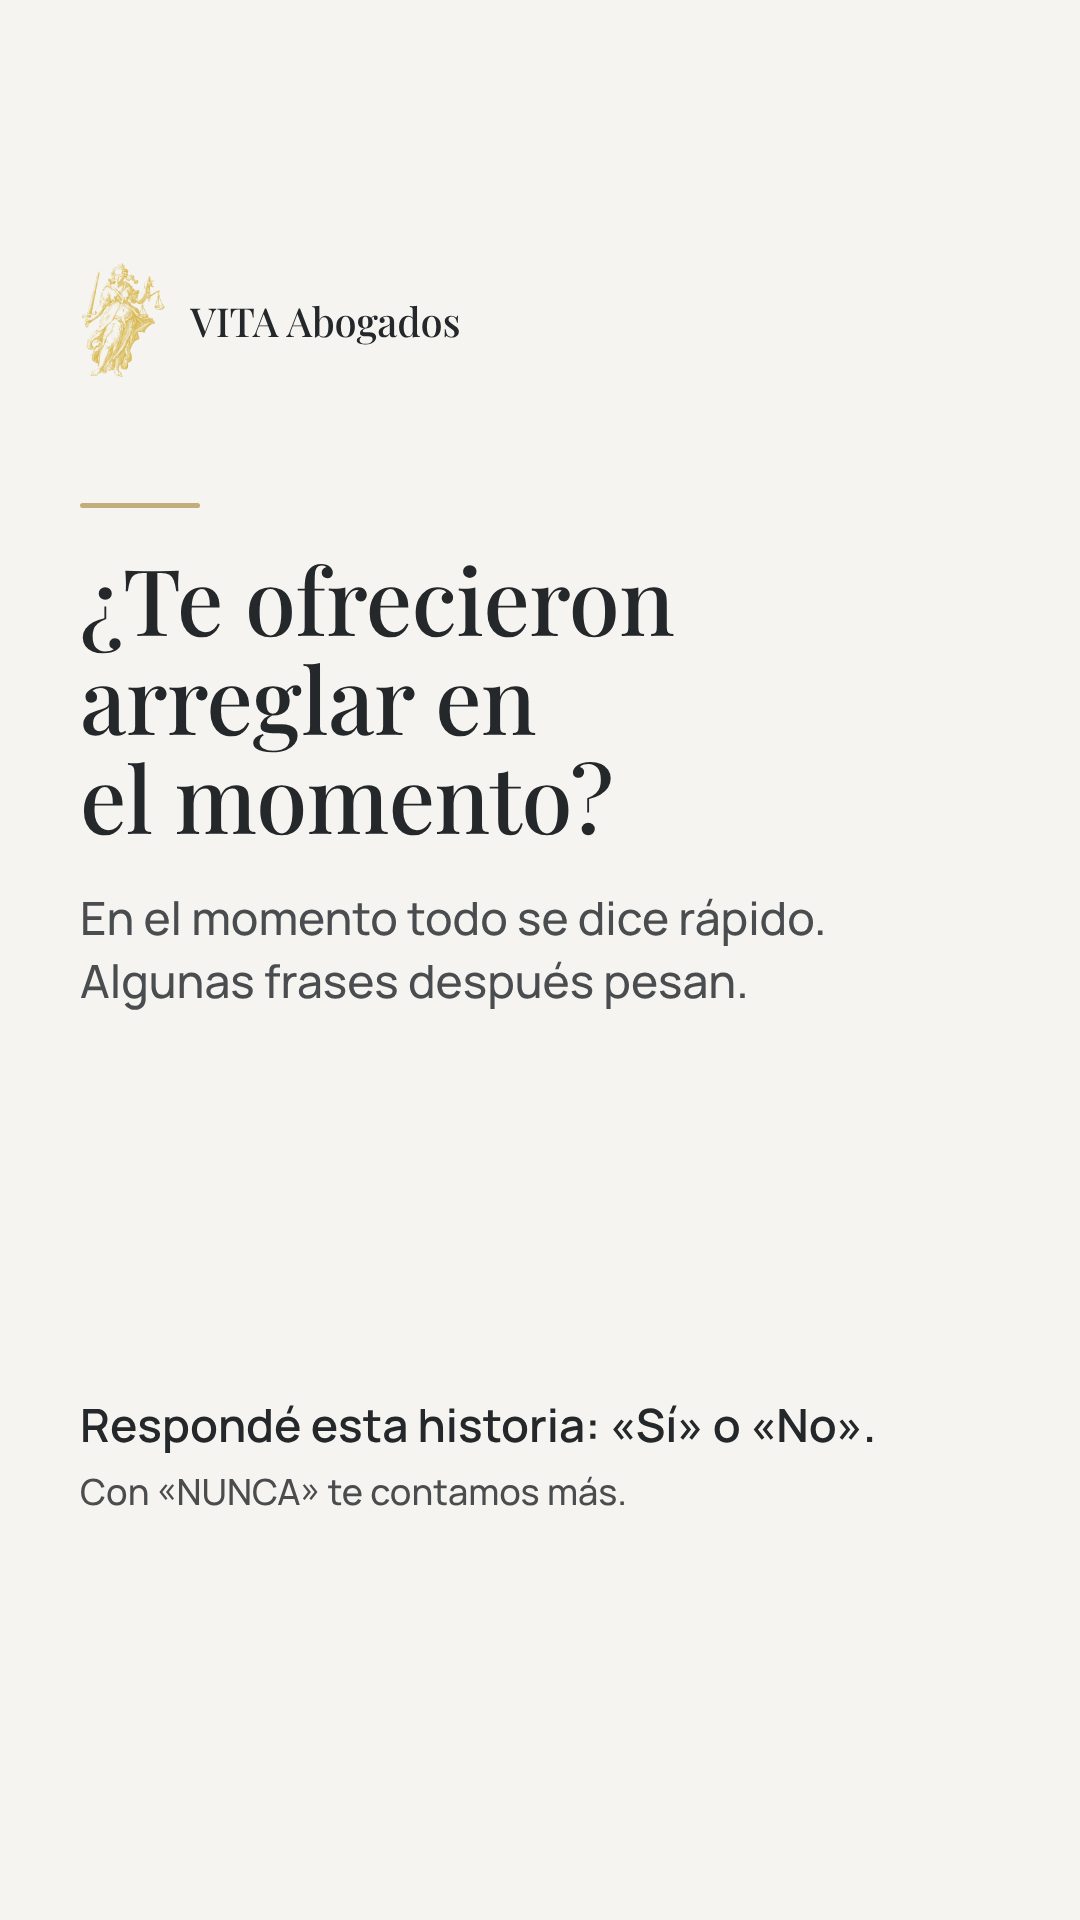 VITA Abogados
¿Te ofrecieron
arreglar en
el momento?
En el momento todo se dice rápido.
Algunas frases después pesan.
Respondé esta historia: «Sí» o «No».
Con «NUNCA» te contamos más.